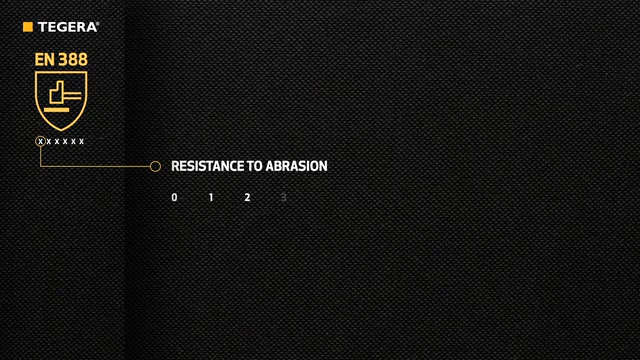 TEGERA®
EN 388
X X X X X X
RESISTANCE TO ABRASION
0 1 2 3